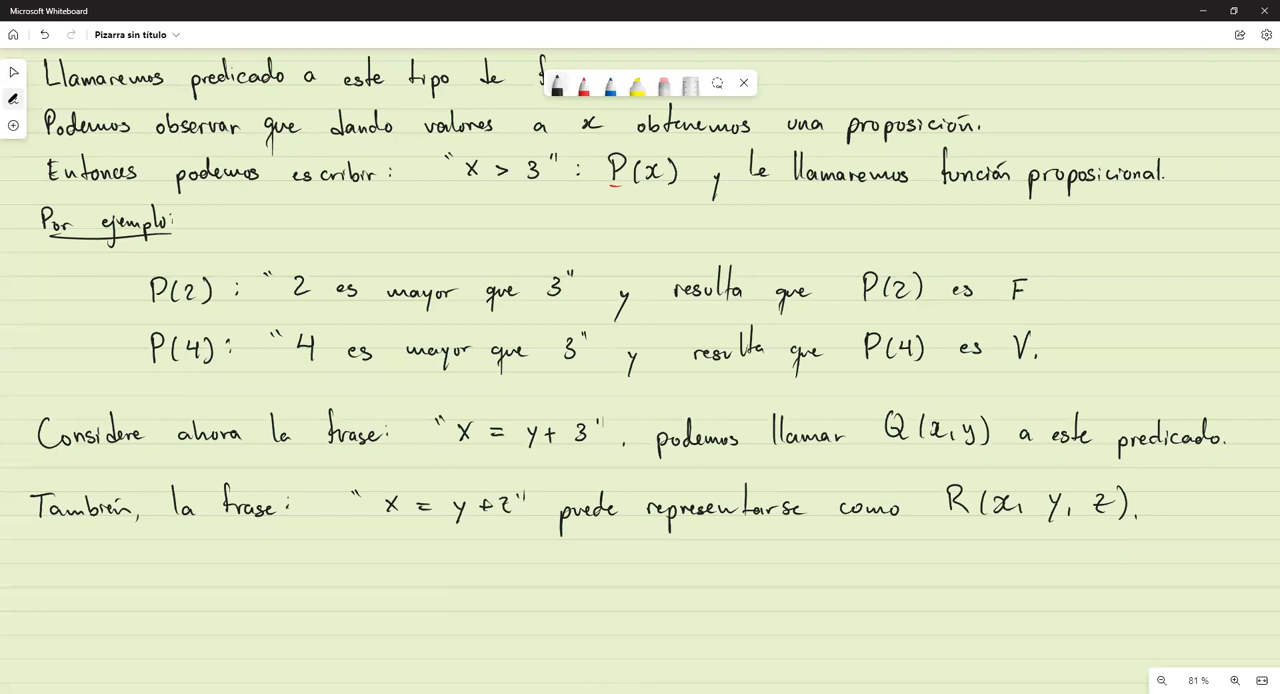 Microsoft Whiteboard
Pizarra sin título
Llamaremos predicado a este tipo de
Podemos observar que dando valores a x obtenemos una proposición.
Entonces podemos escribir: "x > 3" : P(x) y le llamaremos función proposicional.
Por ejemplo:
P(2) : "2 es mayor que 3" y resulta que P(2) es F
P(4) : "4 es mayor que 3" y resulta que P(4) es V.
Considere ahora la frase: "x = y + 3", podemos llamar Q(x,y) a este predicado.
También, la frase: "x = y + z" puede representarse como R(x, y, z).
81 %